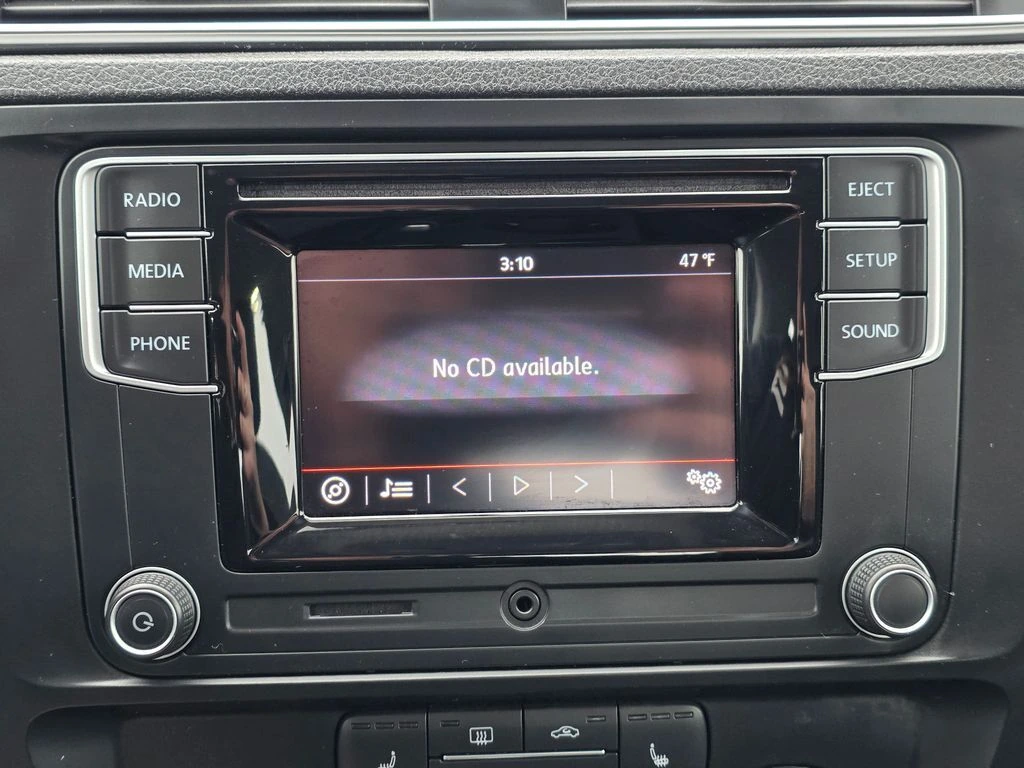 RADIO
MEDIA
PHONE
EJECT
SETUP
SOUND
3:10
47 °F
No CD available.